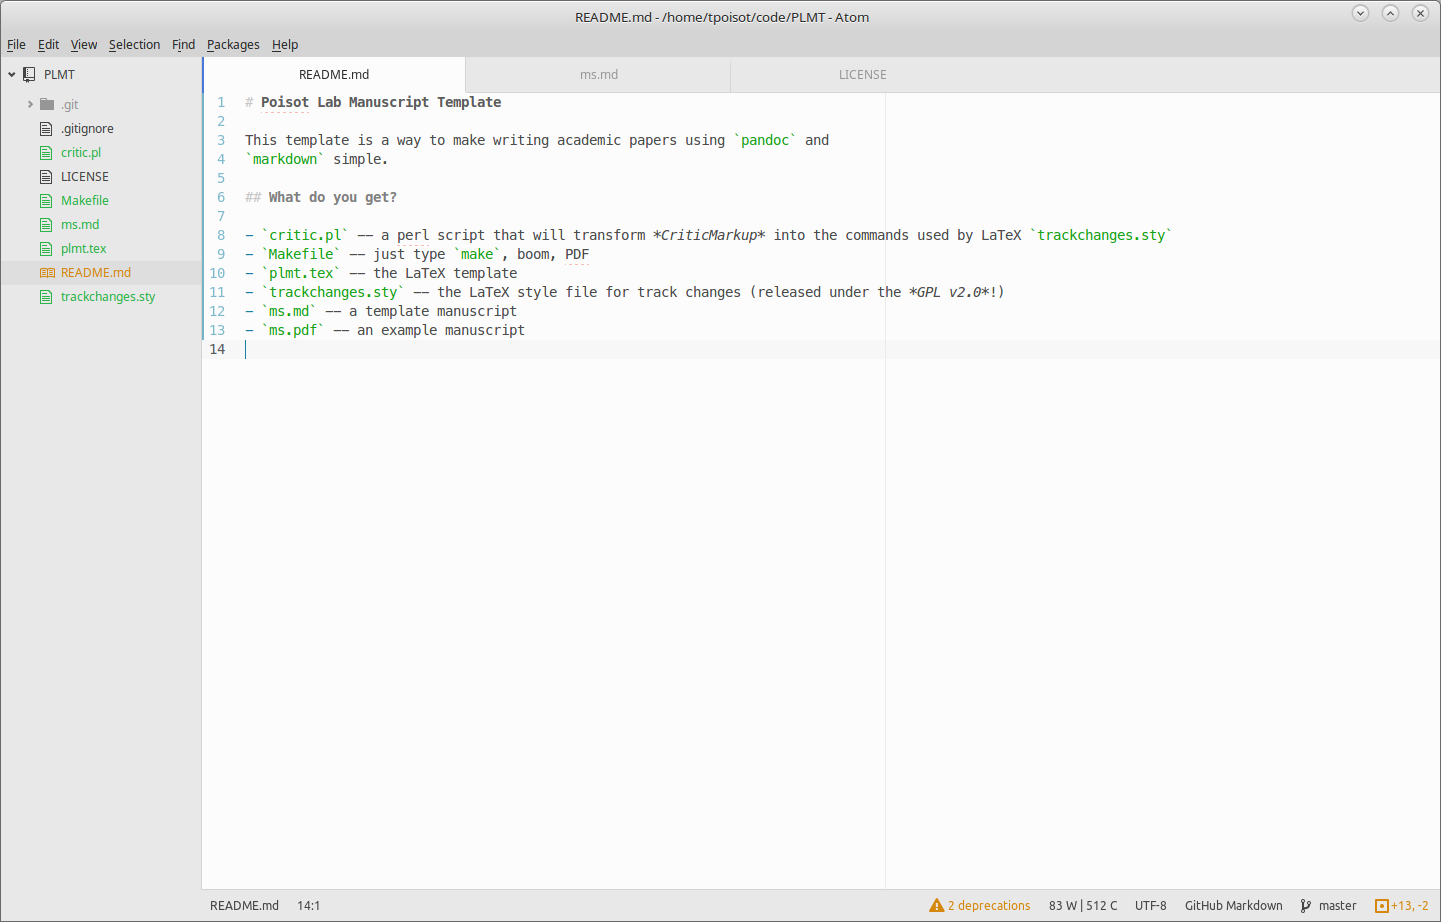 README.md - /home/tpoisot/code/PLMT - Atom
File Edit View Selection Find Packages Help
PLMT
.git
.gitignore
critic.pl
LICENSE
Makefile
ms.md
plmt.tex
README.md
trackchanges.sty
README.md ms.md LICENSE
1 # Poisot Lab Manuscript Template
2
3 This template is a way to make writing academic papers using `pandoc` and
4 `markdown` simple.
5
6 ## What do you get?
7
8 - `critic.pl` -- a perl script that will transform *CriticMarkup* into the commands used by LaTeX `trackchanges.sty`
9 - `Makefile` -- just type `make`, boom, PDF
10 - `plmt.tex` -- the LaTeX template
11 - `trackchanges.sty` -- the LaTeX style file for track changes (released under the *GPL v2.0*!)
12 - `ms.md` -- a template manuscript
13 - `ms.pdf` -- an example manuscript
14
README.md 14:1 2 deprecations 83 W | 512 C UTF-8 GitHub Markdown master +13, -2